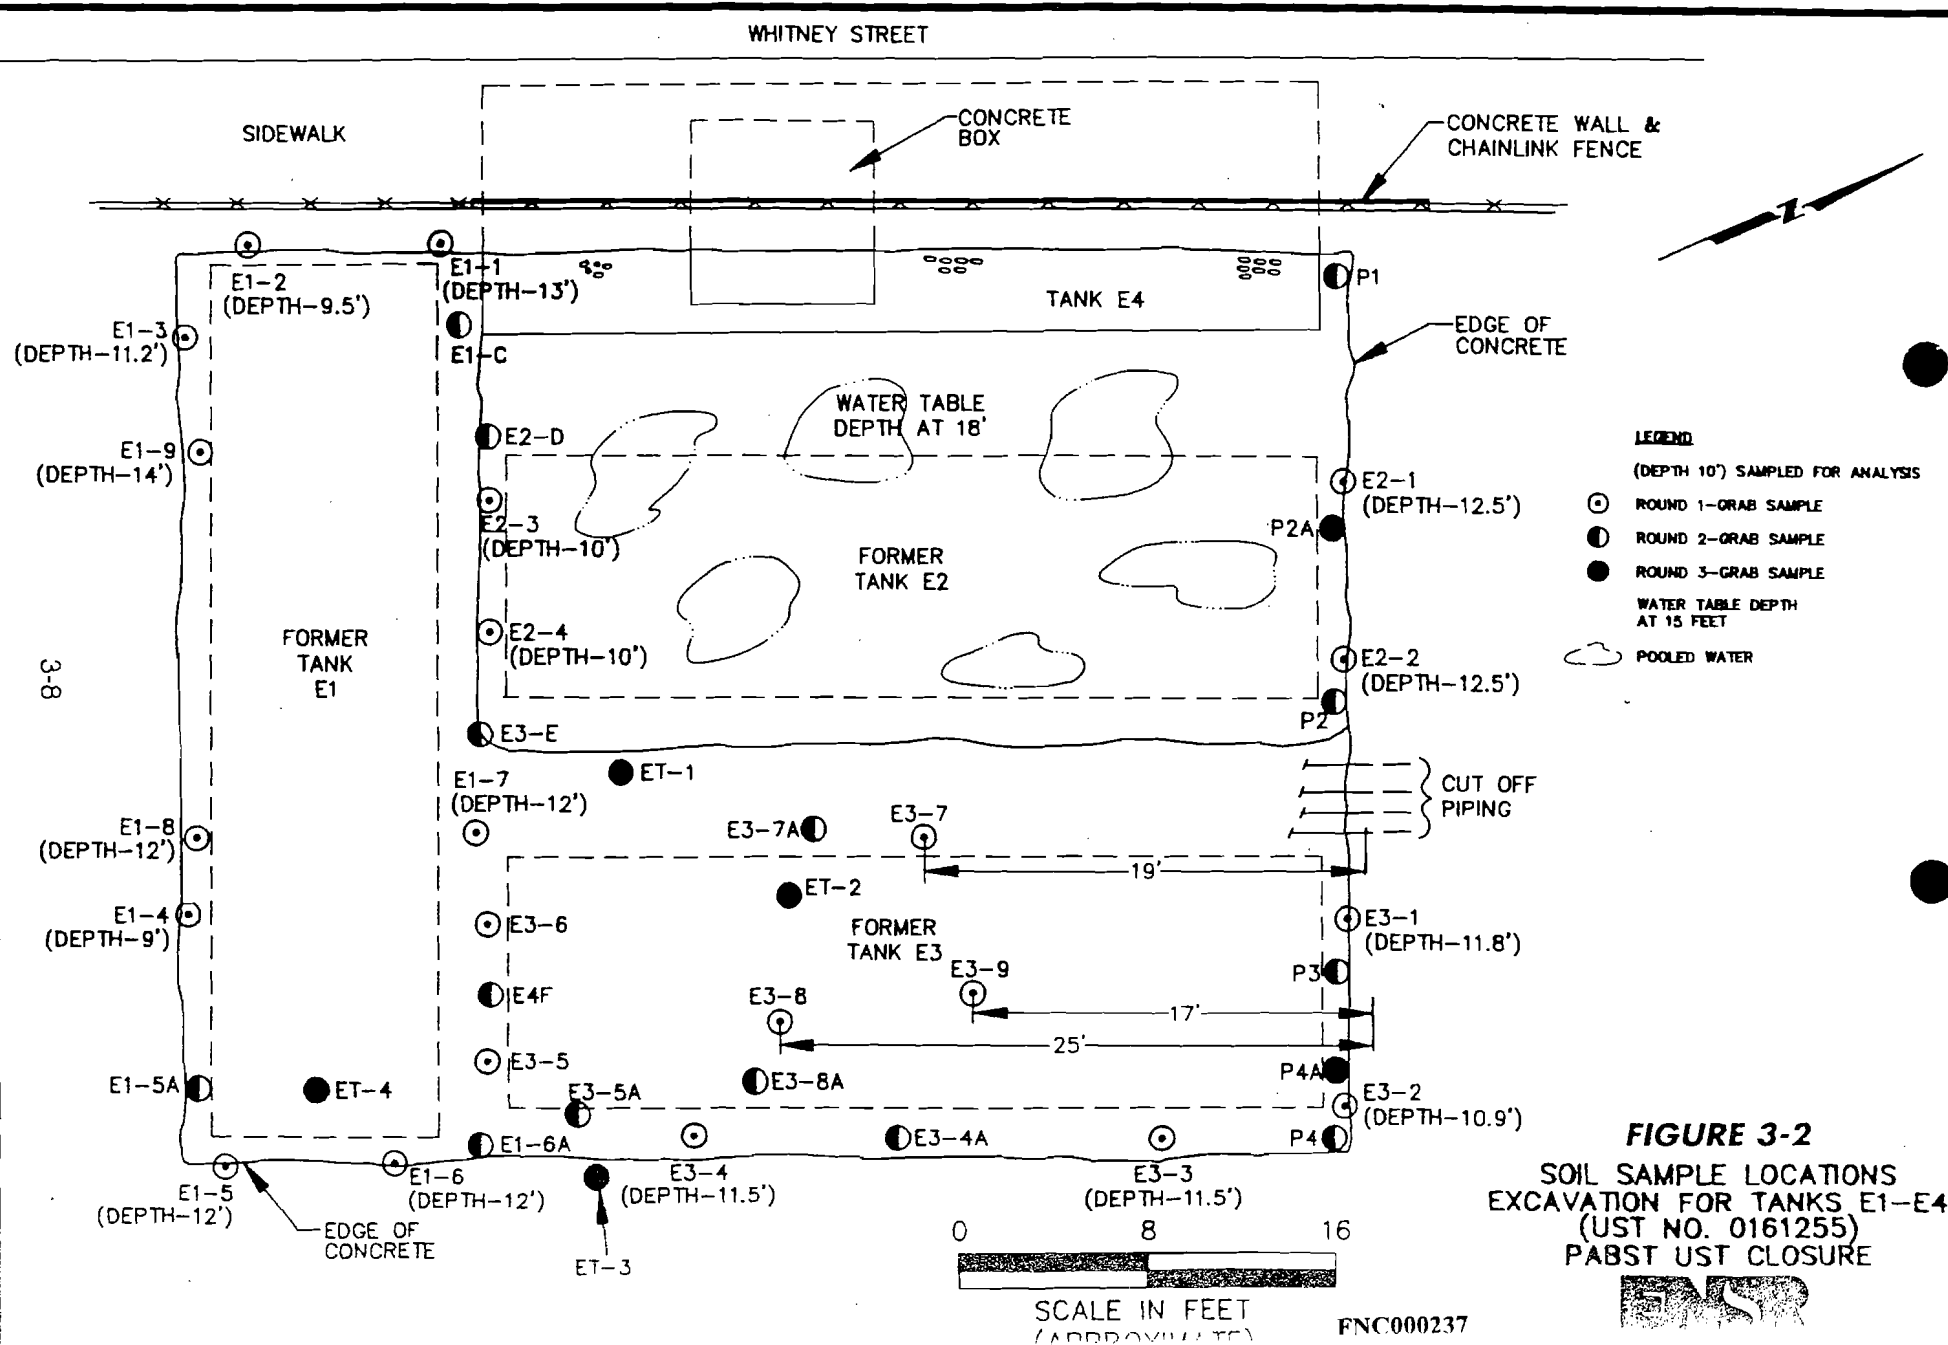 WHITNEY STREET
SIDEWALK
CONCRETE
BOX
CONCRETE WALL &
CHAINLINK FENCE
Z
E1-2
(DEPTH-9.5')
E1-1
(DEPTH-13')
TANK E4
P1
E1-3
(DEPTH-11.2')
E1-C
EDGE OF
CONCRETE
E1-9
(DEPTH-14')
E2-D
WATER TABLE
DEPTH AT 18'
E2-3
(DEPTH-10')
E2-1
(DEPTH-12.5')
P2A
FORMER
TANK E2
LEGEND
(DEPTH 10') SAMPLED FOR ANALYSIS
ROUND 1-GRAB SAMPLE
ROUND 2-GRAB SAMPLE
ROUND 3-GRAB SAMPLE
WATER TABLE DEPTH
AT 15 FEET
POOLED WATER
3-8
FORMER
TANK
E1
E2-4
(DEPTH-10')
E2-2
(DEPTH-12.5')
P2
E3-E
ET-1
E1-7
(DEPTH-12')
CUT OFF
PIPING
E1-8
(DEPTH-12')
E3-7A
E3-7
19'
ET-2
E1-4
(DEPTH-9')
E3-6
FORMER
TANK E3
E3-1
(DEPTH-11.8')
E3-9
P3
E4F
E3-8
17'
25'
E3-5
E1-5A
ET-4
E3-5A
E3-8A
P4A
E3-2
(DEPTH-10.9')
E1-6A
E3-4A
P4
E1-5
(DEPTH-12')
E1-6
(DEPTH-12')
E3-4
(DEPTH-11.5')
E3-3
(DEPTH-11.5')
EDGE OF
CONCRETE
ET-3
0 8 16
SCALE IN FEET
(APPROXIMATE)
FIGURE 3-2
SOIL SAMPLE LOCATIONS
EXCAVATION FOR TANKS E1-E4
(UST NO. 0161255)
PABST UST CLOSURE
ENSR
FNC000237